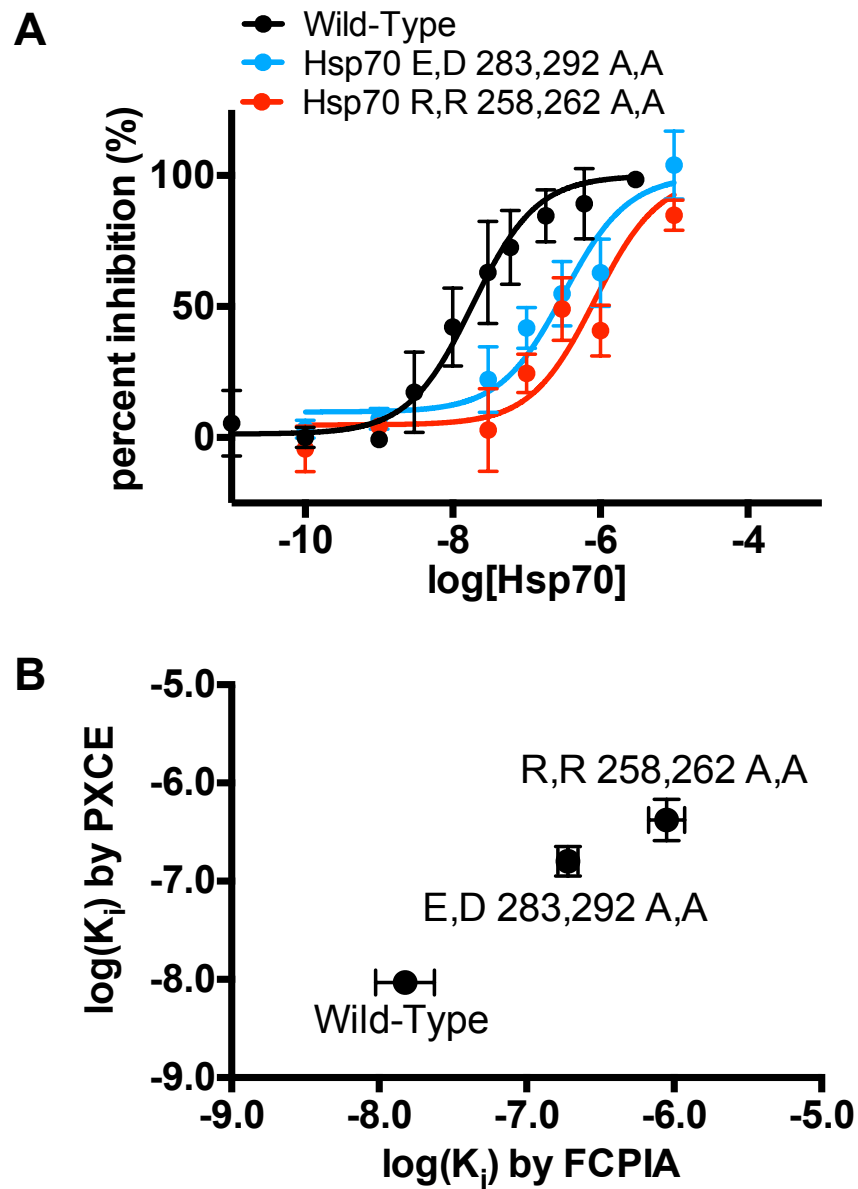 A
Wild-Type
Hsp70 E,D 283,292 A,A
Hsp70 R,R 258,262 A,A
percent inhibition (%)
100
50
0
-10 -8 -6 -4
log[Hsp70]
B
log(Ki) by PXCE
-5.0
-6.0
-7.0
-8.0
-9.0
R,R 258,262 A,A
E,D 283,292 A,A
Wild-Type
-9.0 -8.0 -7.0 -6.0 -5.0
log(Ki) by FCPIA